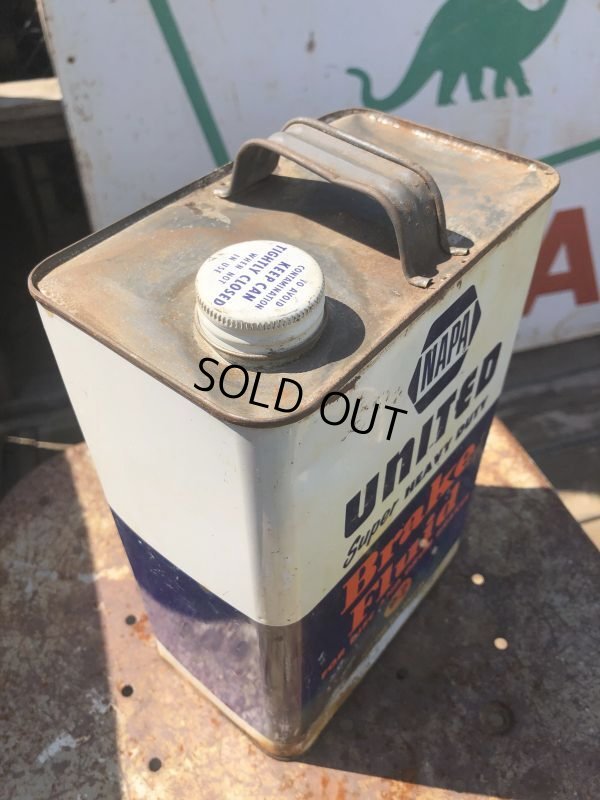 TO AVOID
CONTAMINATION
KEEP CAN
TIGHTLY CLOSED
WHEN NOT
IN USE
NAPA
UNITED
Super HEAVY DUTY
Brake
Fluid
FOR
A
SOLD OUT